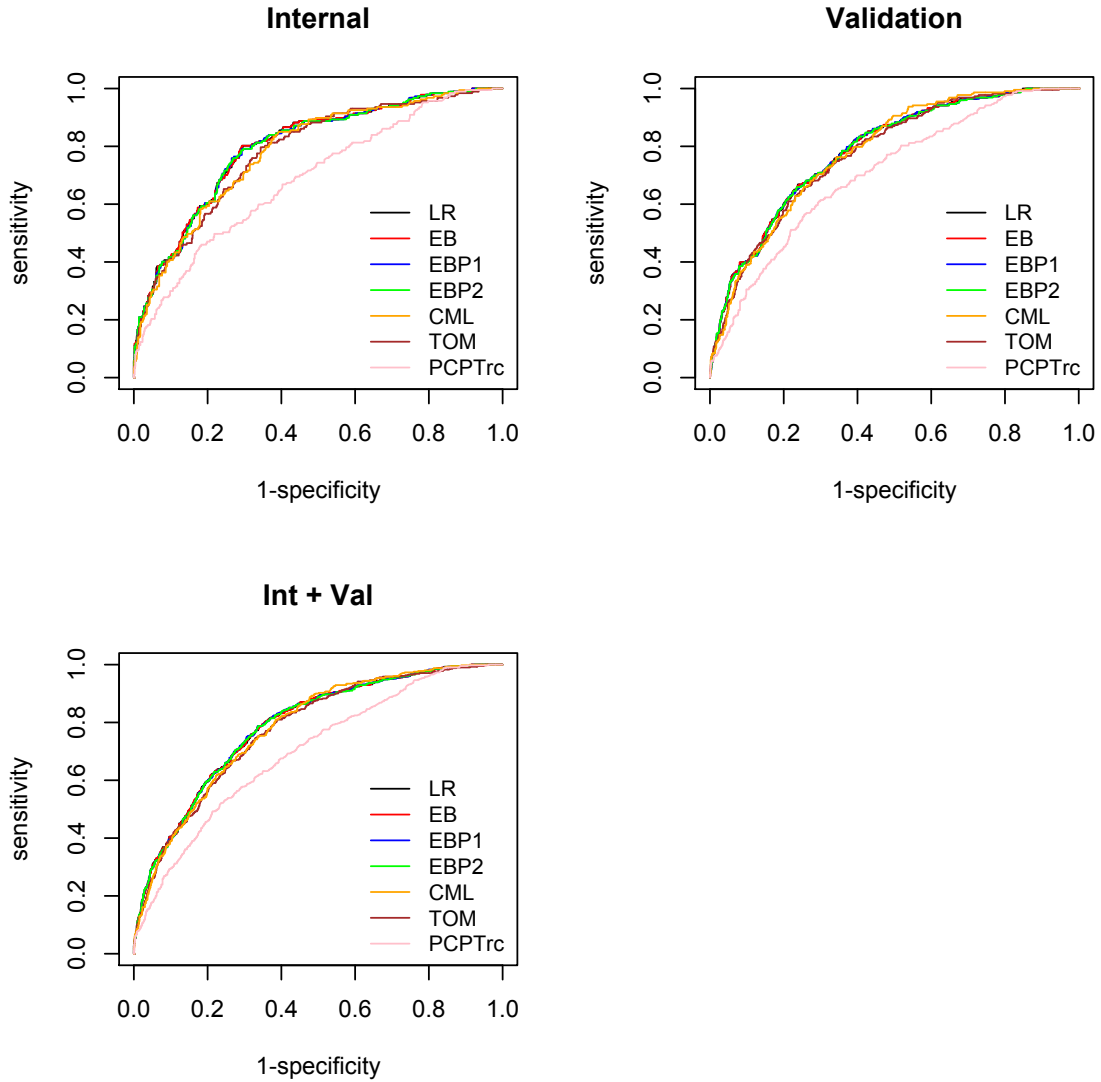 Internal
sensitivity
0.0 0.2 0.4 0.6 0.8 1.0
LR
EB
EBP1
EBP2
CML
TOM
PCPTrc
0.0 0.2 0.4 0.6 0.8 1.0
1-specificity
Validation
sensitivity
0.0 0.2 0.4 0.6 0.8 1.0
LR
EB
EBP1
EBP2
CML
TOM
PCPTrc
0.0 0.2 0.4 0.6 0.8 1.0
1-specificity
Int + Val
sensitivity
0.0 0.2 0.4 0.6 0.8 1.0
LR
EB
EBP1
EBP2
CML
TOM
PCPTrc
0.0 0.2 0.4 0.6 0.8 1.0
1-specificity